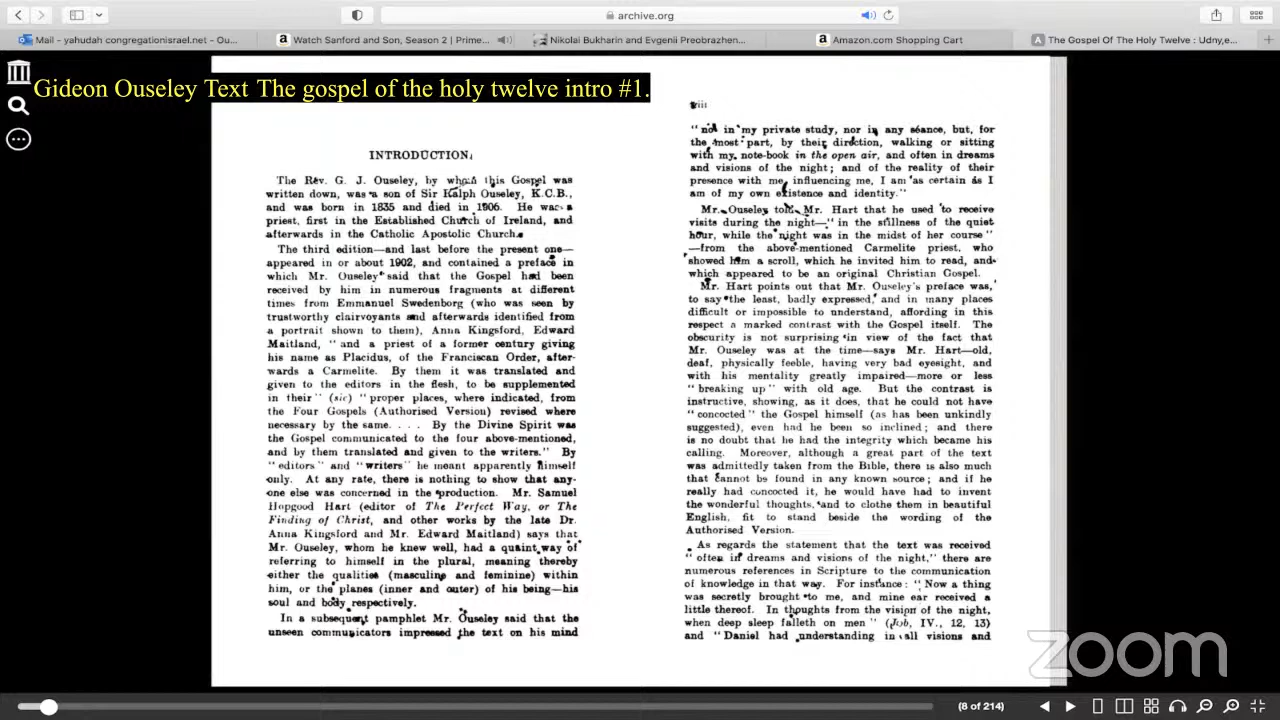 archive.org
Mail - yahudah congregationisrael.net - Ou...
Watch Sanford and Son, Season 2 | Prime...
Nikolai Bukharin and Evgenii Preobrazhen...
Amazon.com Shopping Cart
The Gospel Of The Holy Twelve : Udny,e...
Gideon Ouseley Text The gospel of the holy twelve intro #1.
INTRODUCTION.
The Rev. G. J. Ouseley, by whom this Gospel was
written down, was a son of Sir Ralph Ouseley, K.C.B.,
and was born in 1835 and died in 1906. He was a
priest, first in the Established Church of Ireland, and
afterwards in the Catholic Apostolic Church.
The third edition—and last before the present one—
appeared in or about 1902, and contained a preface in
which Mr. Ouseley said that the Gospel had been
received by him in numerous fragments at different
times from Emmanuel Swedenborg (who was seen by
trustworthy clairvoyants and afterwards identified from
a portrait shown to them), Anna Kingsford, Edward
Maitland, " and a priest of a former century giving
his name as Placidus, of the Franciscan Order, after-
wards a Carmelite. By them it was translated and
given to the editors in the flesh, to be supplemented
in their " (sic) " proper places, where indicated, from
the Four Gospels (Authorised Version) revised where
necessary by the same. . . . By the Divine Spirit was
the Gospel communicated to the four above-mentioned,
and by them translated and given to the writers." By
" editors " and " writers " he meant apparently himself
only. At any rate, there is nothing to show that any-
one else was concerned in the production. Mr. Samuel
Hopgood Hart (editor of The Perfect Way, or The
Finding of Christ, and other works by the late Dr.
Anna Kingsford and Mr. Edward Maitland) says that
Mr. Ouseley, whom he knew well, had a quaint way of
referring to himself in the plural, meaning thereby
either the qualities (masculine and feminine) within
him, or the planes (inner and outer) of his being—his
soul and body respectively.
In a subsequent pamphlet Mr. Ouseley said that the
unseen communicators impressed the text on his mind
viii
" not in my private study, nor in any séance, but, for
the most part, by their direction, walking or sitting
with my note-book in the open air, and often in dreams
and visions of the night ; and of the reality of their
presence with me, influencing me, I am as certain as I
am of my own existence and identity."
Mr. Ouseley told Mr. Hart that he used to receive
visits during the night—" in the stillness of the quiet
hour, while the night was in the midst of her course "
—from the above-mentioned Carmelite priest, who
showed him a scroll, which he invited him to read, and
which appeared to be an original Christian Gospel.
Mr. Hart points out that Mr. Ouseley's preface was,
to say the least, badly expressed, and in many places
difficult or impossible to understand, affording in this
respect a marked contrast with the Gospel itself. The
obscurity is not surprising in view of the fact that
Mr. Ouseley was at the time—says Mr. Hart—old,
deaf, physically feeble, having very bad eyesight, and
with his mentality greatly impaired—more or less
" breaking up " with old age. But the contrast is
instructive, showing, as it does, that he could not have
" concocted " the Gospel himself (as has been unkindly
suggested), even had he been so inclined ; and there
is no doubt that he had the integrity which became his
calling. Moreover, although a great part of the text
was admittedly taken from the Bible, there is also much
that cannot be found in any known source ; and if he
really had concocted it, he would have had to invent
the wonderful thoughts, and to clothe them in beautiful
English, fit to stand beside the wording of the
Authorised Version.
As regards the statement that the text was received
" often in dreams and visions of the night," there are
numerous references in Scripture to the communication
of knowledge in that way. For instance : " Now a thing
was secretly brought to me, and mine ear received a
little thereof. In thoughts from the vision of the night,
when deep sleep falleth on men " (Job, IV., 12, 13)
and " Daniel had understanding in all visions and
zoom
(8 of 214)